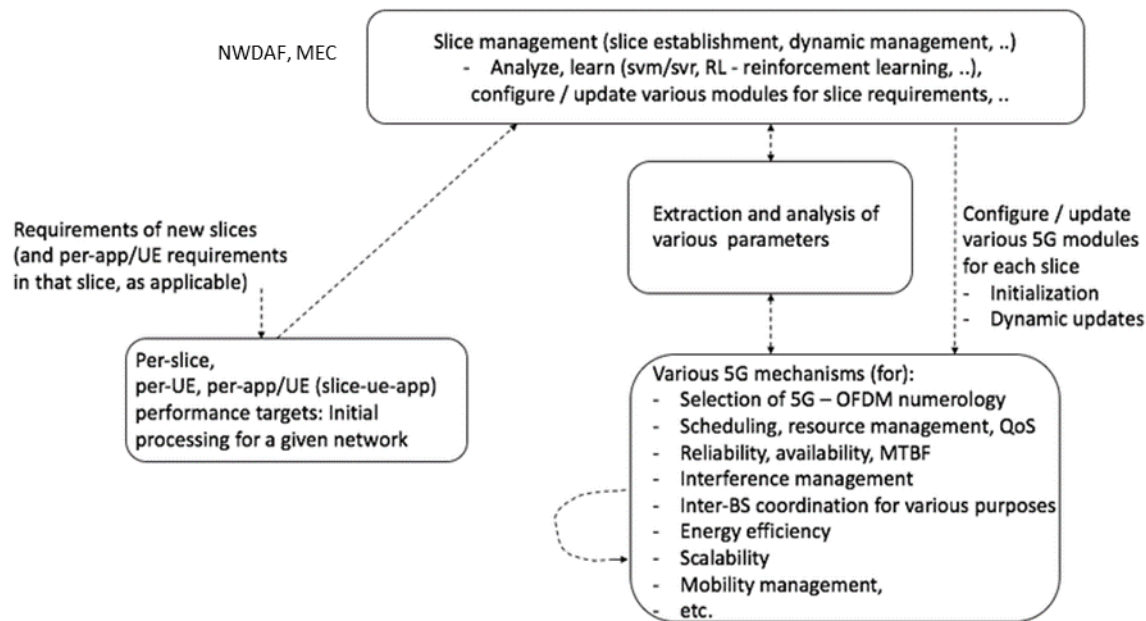 NWDAF, MEC
Slice management (slice establishment, dynamic management, ..)
- Analyze, learn (svm/svr, RL - reinforcement learning, ..),
configure / update various modules for slice requirements, ..
Extraction and analysis of
various parameters
Requirements of new slices
(and per-app/UE requirements
in that slice, as applicable)
Configure / update
various 5G modules
for each slice
- Initialization
- Dynamic updates
Per-slice,
per-UE, per-app/UE (slice-ue-app)
performance targets: Initial
processing for a given network
Various 5G mechanisms (for):
- Selection of 5G – OFDM numerology
- Scheduling, resource management, QoS
- Reliability, availability, MTBF
- Interference management
- Inter-BS coordination for various purposes
- Energy efficiency
- Scalability
- Mobility management,
- etc.